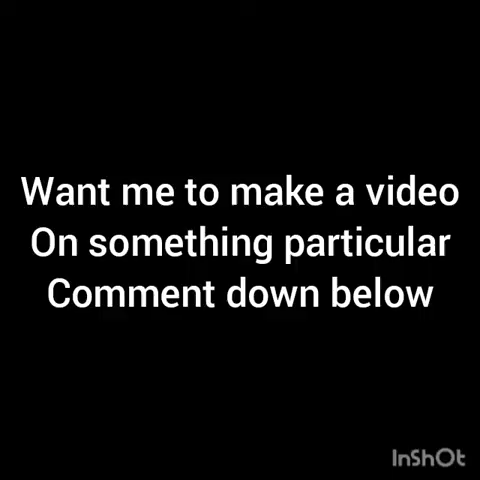 Want me to make a video
On something particular
Comment down below
InShOt